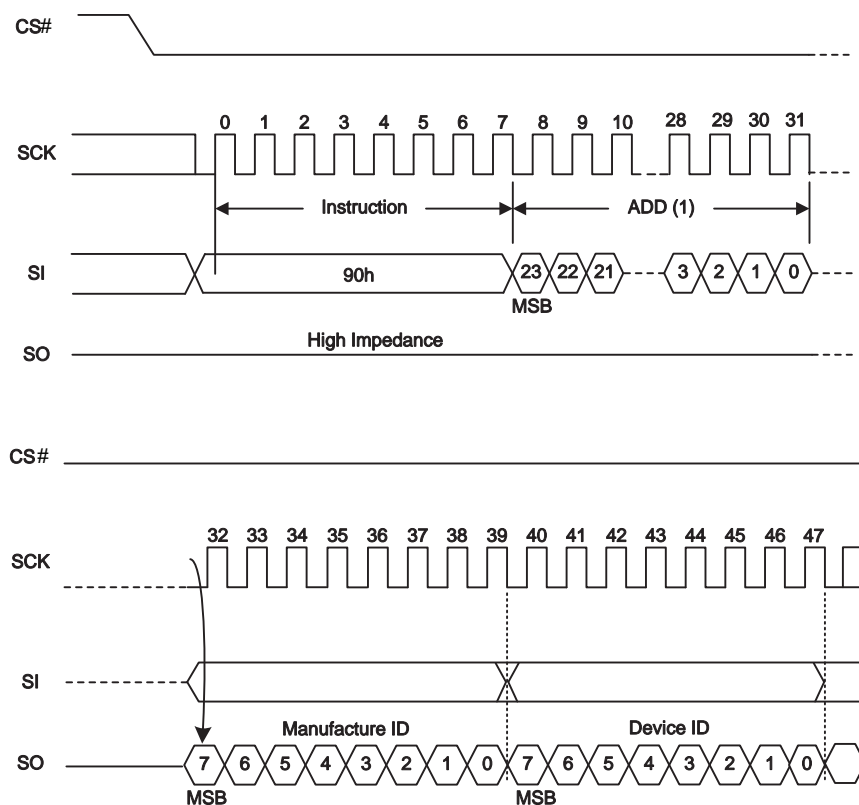 CS#
0 1 2 3 4 5 6 7 8 9 10 28 29 30 31
SCK
Instruction ADD (1)
SI 90h 23 22 21 3 2 1 0
MSB
High Impedance
SO
CS#
32 33 34 35 36 37 38 39 40 41 42 43 44 45 46 47
SCK
SI
Manufacture ID Device ID
SO 7 6 5 4 3 2 1 0 7 6 5 4 3 2 1 0
MSB MSB